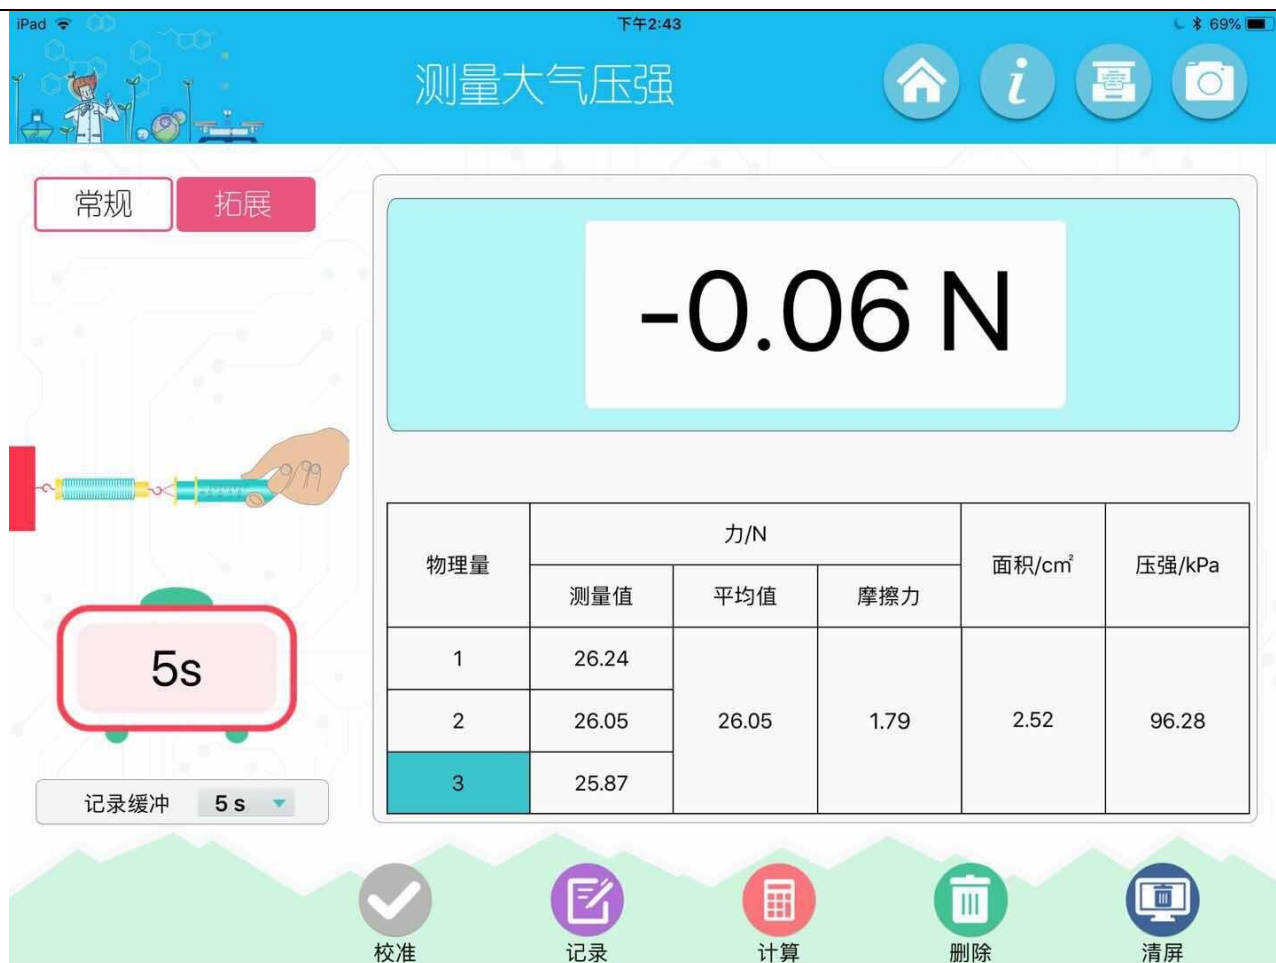 iPad 下午2:43 69%
测量大气压强
常规 拓展
-0.06 N
物理量 力/N 面积/cm² 压强/kPa
测量值 平均值 摩擦力
1 26.24
2 26.05 26.05 1.79 2.52 96.28
3 25.87
5s
记录缓冲 5 s
校准 记录 计算 删除 清屏